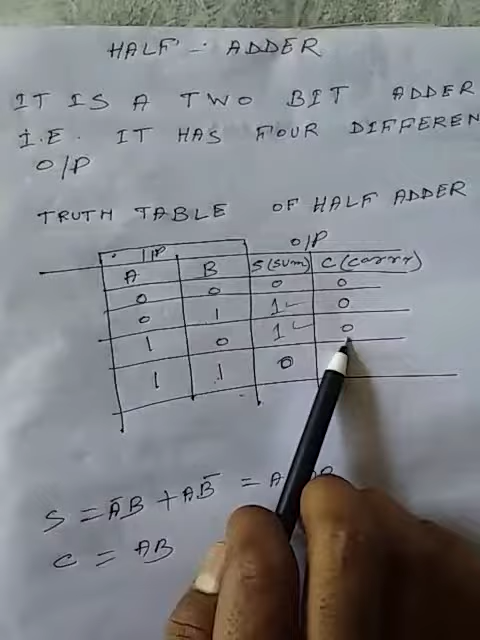 HALF - ADDER
IT IS A TWO BIT ADDER
I.E. IT HAS FOUR DIFFEREN
O/P
TRUTH TABLE OF HALF ADDER
I/P O/P
A B S(SUM) C(Carry)
0 0 0 0
0 1 1 0
1 0 1 0
1 1 0
S = A̅B + AB̅ = A
C = AB